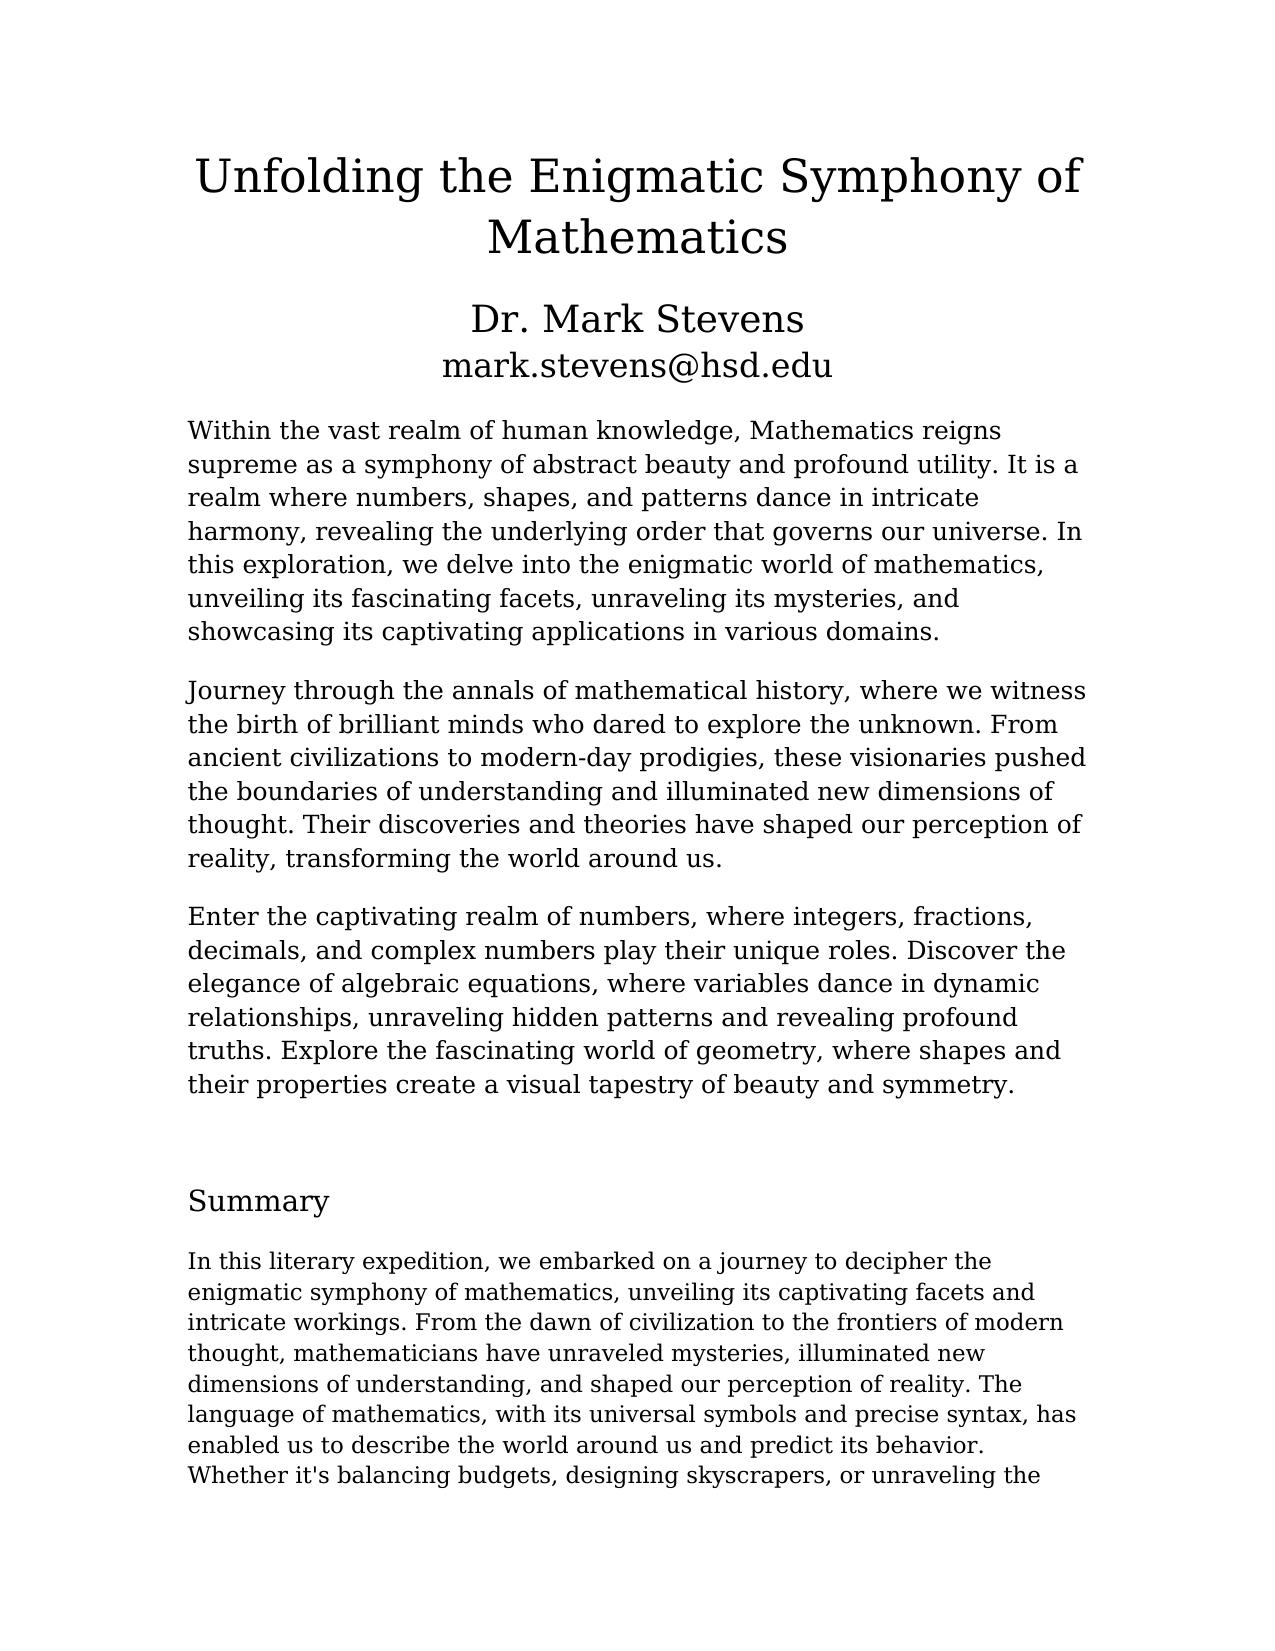 Unfolding the Enigmatic Symphony of
Mathematics
Dr. Mark Stevens
mark.stevens@hsd.edu
Within the vast realm of human knowledge, Mathematics reigns
supreme as a symphony of abstract beauty and profound utility. It is a
realm where numbers, shapes, and patterns dance in intricate
harmony, revealing the underlying order that governs our universe. In
this exploration, we delve into the enigmatic world of mathematics,
unveiling its fascinating facets, unraveling its mysteries, and
showcasing its captivating applications in various domains.
Journey through the annals of mathematical history, where we witness
the birth of brilliant minds who dared to explore the unknown. From
ancient civilizations to modern-day prodigies, these visionaries pushed
the boundaries of understanding and illuminated new dimensions of
thought. Their discoveries and theories have shaped our perception of
reality, transforming the world around us.
Enter the captivating realm of numbers, where integers, fractions,
decimals, and complex numbers play their unique roles. Discover the
elegance of algebraic equations, where variables dance in dynamic
relationships, unraveling hidden patterns and revealing profound
truths. Explore the fascinating world of geometry, where shapes and
their properties create a visual tapestry of beauty and symmetry.
Summary
In this literary expedition, we embarked on a journey to decipher the
enigmatic symphony of mathematics, unveiling its captivating facets and
intricate workings. From the dawn of civilization to the frontiers of modern
thought, mathematicians have unraveled mysteries, illuminated new
dimensions of understanding, and shaped our perception of reality. The
language of mathematics, with its universal symbols and precise syntax, has
enabled us to describe the world around us and predict its behavior.
Whether it's balancing budgets, designing skyscrapers, or unraveling the